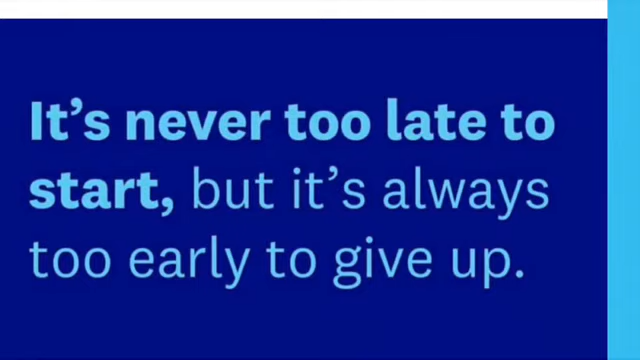 It’s never too late to
start, but it’s always
too early to give up.